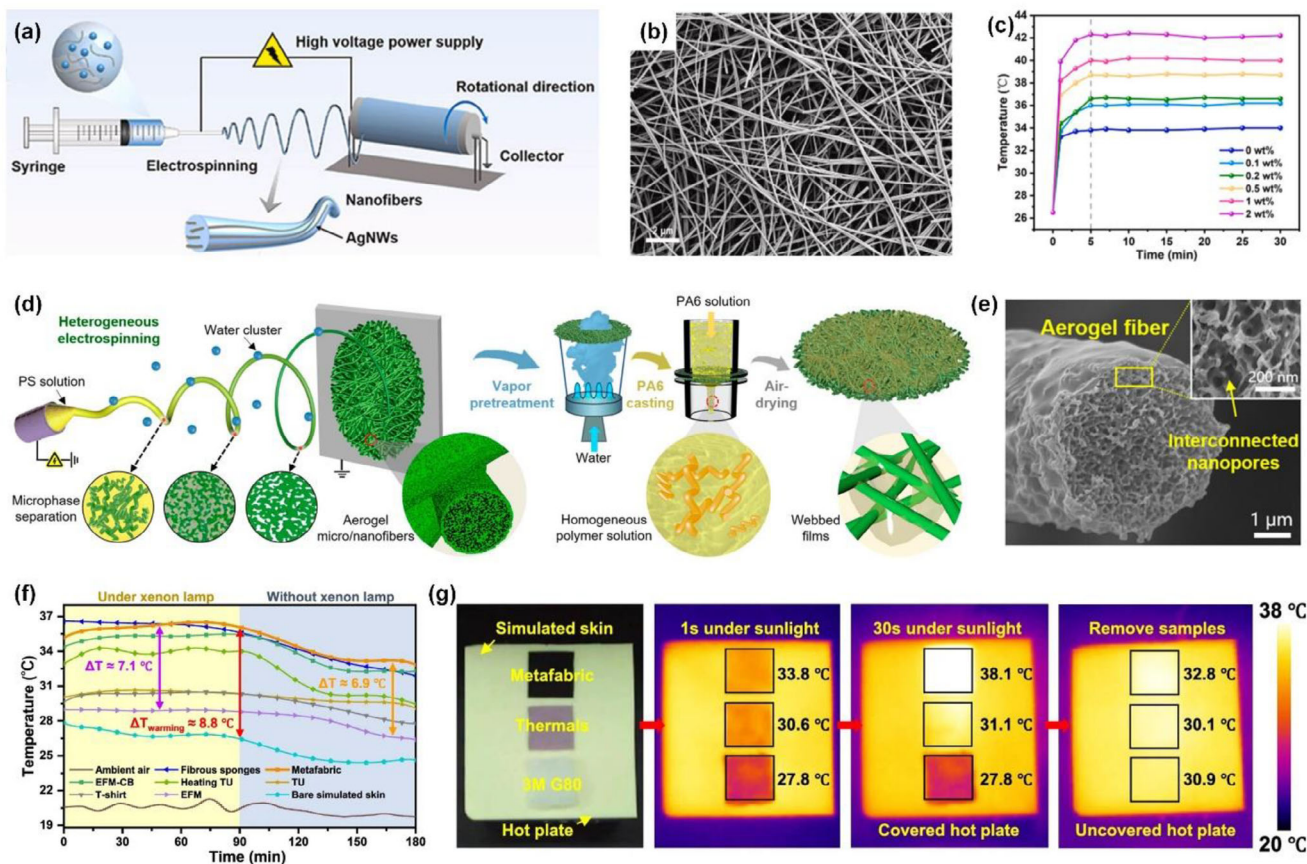 (a)
High voltage power supply
Rotational direction
Syringe
Electrospinning
Collector
Nanofibers
AgNWs
(b)
2 μm
(c)
Temperature (℃)
44
42
40
38
36
34
32
30
28
26
0 wt%
0.1 wt%
0.2 wt%
0.5 wt%
1 wt%
2 wt%
0 5 10 15 20 25 30
Time (min)
(d)
Heterogeneous
electrospinning
Water cluster
PS solution
Microphase
separation
Aerogel
micro/nanofibers
Vapor
pretreatment
Water
PA6
casting
PA6 solution
Homogeneous
polymer solution
Air-
drying
Webbed
films
(e)
Aerogel fiber
200 nm
Interconnected
nanopores
1 μm
(f)
Under xenon lamp
Without xenon lamp
Temperature (℃)
37
35
33
31
29
27
25
23
21
19
ΔT ≈ 7.1 ℃
ΔTwarming ≈ 8.8 ℃
ΔT ≈ 6.9 ℃
Ambient air
Fibrous sponges
Metafabric
EFM-CB
Heating TU
TU
T-shirt
EFM
Bare simulated skin
0 30 60 90 120 150 180
Time (min)
(g)
Simulated skin
Metafabric
Thermals
3M G80
Hot plate
1s under sunlight
33.8 ℃
30.6 ℃
27.8 ℃
30s under sunlight
38.1 ℃
31.1 ℃
27.8 ℃
Covered hot plate
Remove samples
32.8 ℃
30.1 ℃
30.9 ℃
Uncovered hot plate
38 ℃
20 ℃